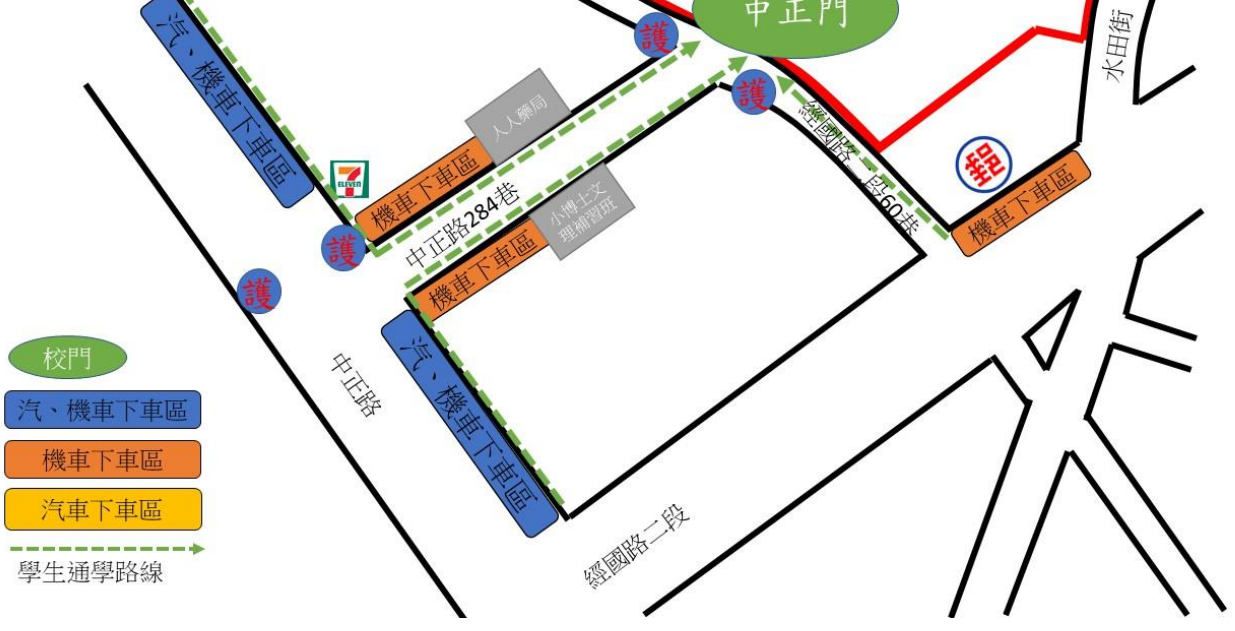 中正門
水田街
汽、機車下車區
護
護
人人藥局
7
ELEVEN
機車下車區
經國路二段60巷
郵
機車下車區
中正路284巷
小博士文
理補習班
機車下車區
護
護
汽、機車下車區
中正路
經國路二段
校門
汽、機車下車區
機車下車區
汽車下車區
學生通學路線